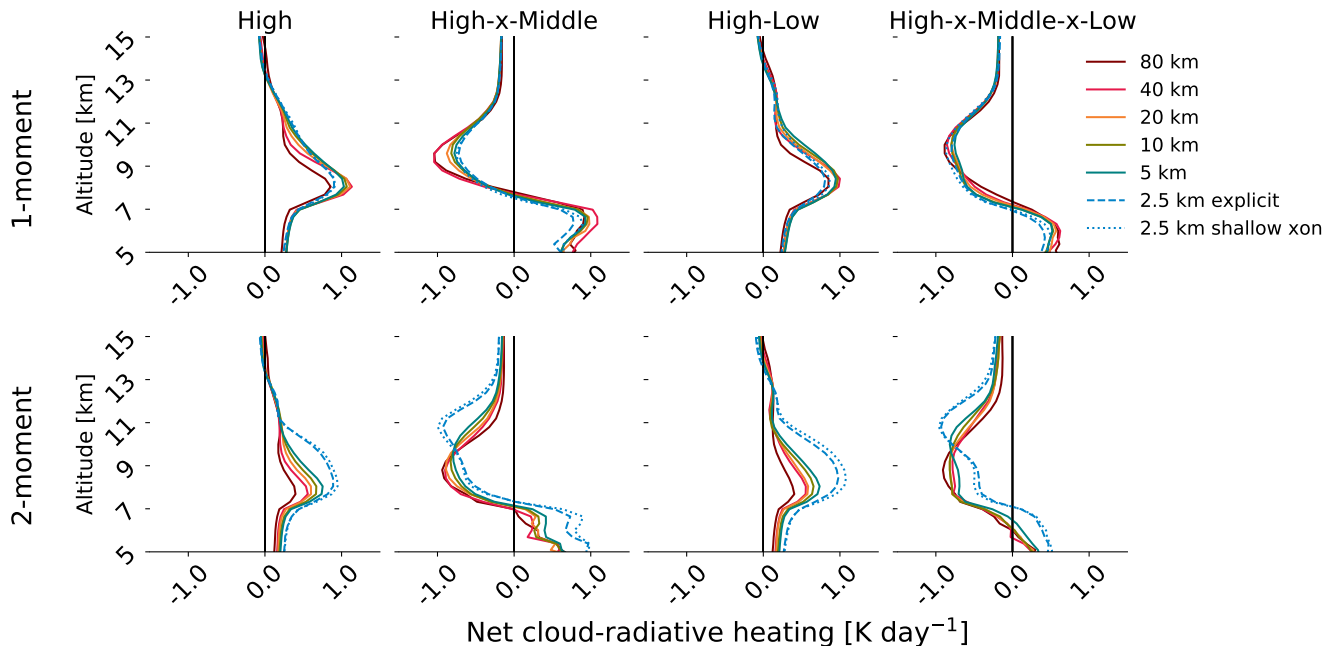 High
High-x-Middle
High-Low
High-x-Middle-x-Low
1-moment
Altitude [km]
15
13
11
9
7
5
-1.0 0.0 1.0
-1.0 0.0 1.0
-1.0 0.0 1.0
-1.0 0.0 1.0
80 km
40 km
20 km
10 km
5 km
2.5 km explicit
2.5 km shallow xon
2-moment
Altitude [km]
15
13
11
9
7
5
-1.0 0.0 1.0
-1.0 0.0 1.0
-1.0 0.0 1.0
-1.0 0.0 1.0
Net cloud-radiative heating [K day⁻¹]